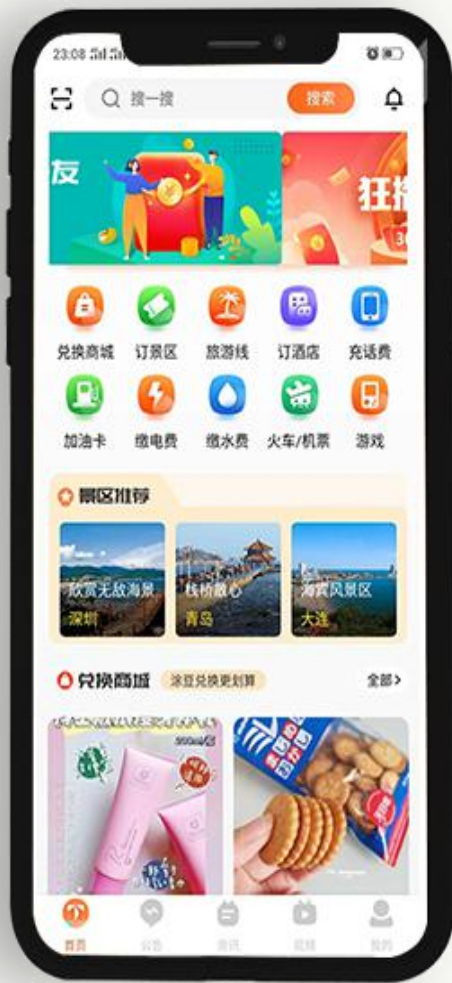 23:08
搜一搜
搜索
友
狂撸
兑换商城 订景区 旅游线 订酒店 充话费
加油卡 缴电费 缴水费 火车/机票 游戏
景区推荐
欣赏无敌海景 栈桥散心 海宾风景区
深圳 青岛 大连
兑换商城 涂豆兑换更划算 全部>
200ml/瓶
首页 公告 资讯 视频 我的